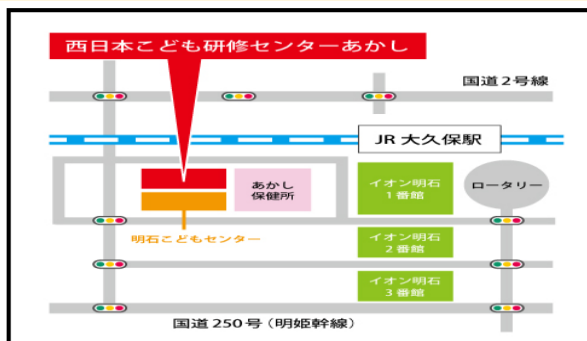 西日本こども研修センターあかし
国道2号線
JR 大久保駅
あかし
保健所
イオン明石
1番館
ロータリー
明石こどもセンター
イオン明石
2番館
イオン明石
3番館
国道250号(明姫幹線)